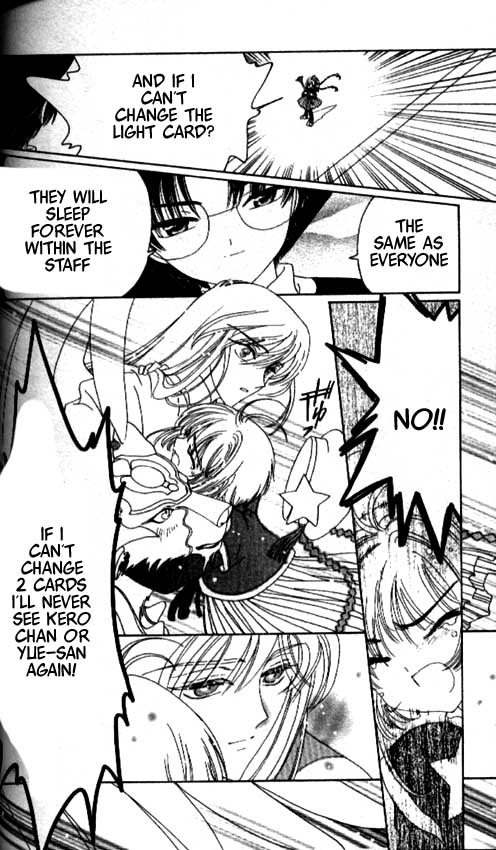 AND IF I
CAN'T
CHANGE THE
LIGHT CARD?
THE
SAME AS
EVERYONE
THEY WILL
SLEEP
FOREVER
WITHIN THE
STAFF
NO!!
IF I
CAN'T
CHANGE
2 CARDS
I'LL NEVER
SEE KERO
CHAN OR
YUE-SAN
AGAIN!